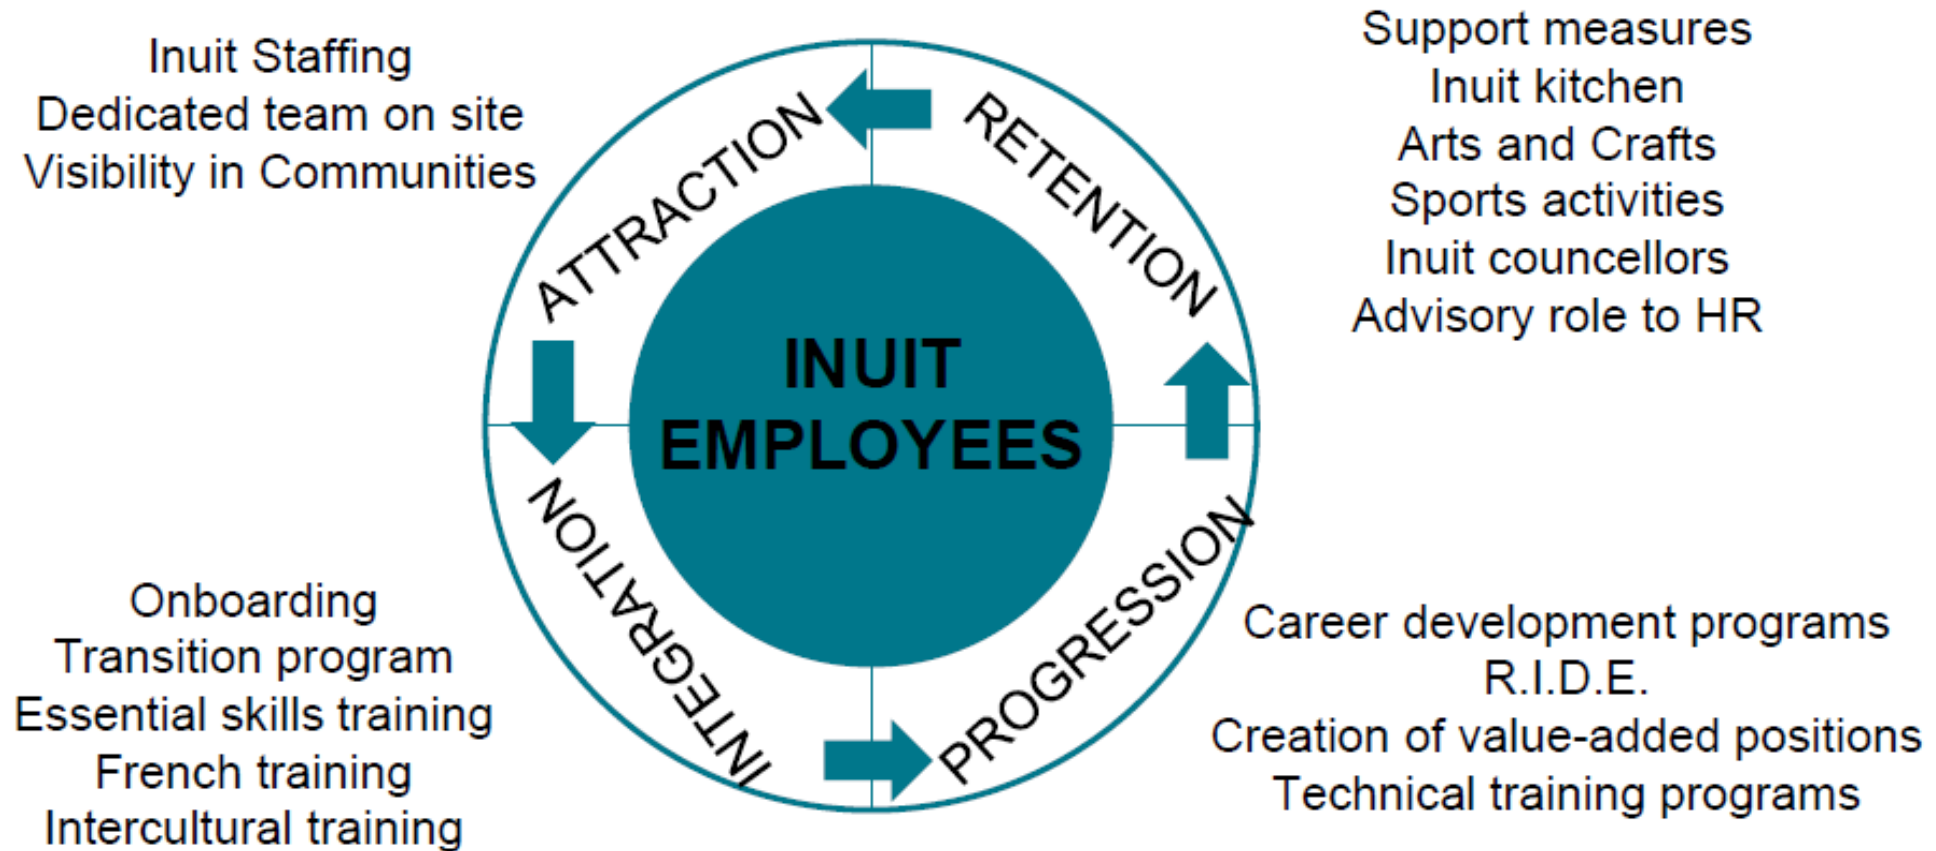 Inuit Staffing
Dedicated team on site
Visibility in Communities
Support measures
Inuit kitchen
Arts and Crafts
Sports activities
Inuit councellors
Advisory role to HR
ATTRACTION
RETENTION
INUIT
EMPLOYEES
INTEGRATION
PROGRESSION
Onboarding
Transition program
Essential skills training
French training
Intercultural training
Career development programs
R.I.D.E.
Creation of value-added positions
Technical training programs